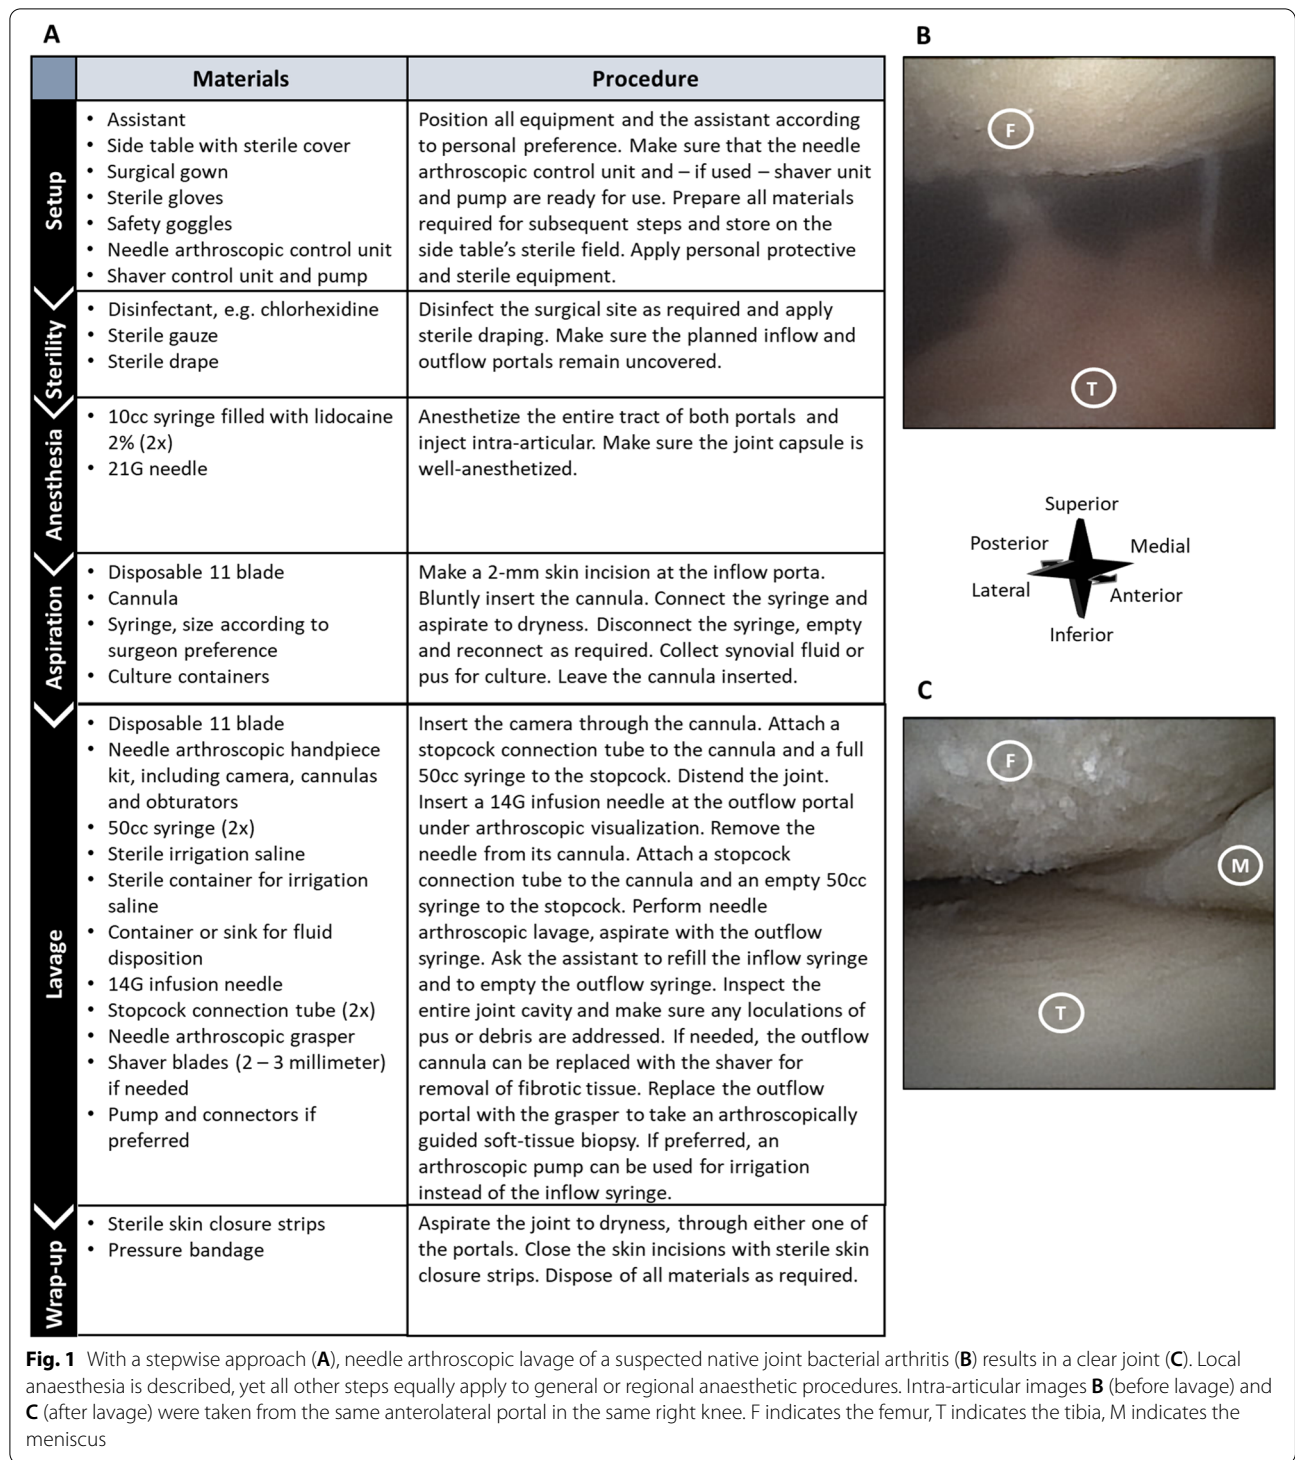 A
Materials
Procedure
Setup
• Assistant
• Side table with sterile cover
• Surgical gown
• Sterile gloves
• Safety goggles
• Needle arthroscopic control unit
• Shaver control unit and pump
Position all equipment and the assistant according
to personal preference. Make sure that the needle
arthroscopic control unit and – if used – shaver unit
and pump are ready for use. Prepare all materials
required for subsequent steps and store on the
side table's sterile field. Apply personal protective
and sterile equipment.
Sterility
• Disinfectant, e.g. chlorhexidine
• Sterile gauze
• Sterile drape
Disinfect the surgical site as required and apply
sterile draping. Make sure the planned inflow and
outflow portals remain uncovered.
Anesthesia
• 10cc syringe filled with lidocaine
2% (2x)
• 21G needle
Anesthetize the entire tract of both portals and
inject intra-articular. Make sure the joint capsule is
well-anesthetized.
Aspiration
• Disposable 11 blade
• Cannula
• Syringe, size according to
surgeon preference
• Culture containers
Make a 2-mm skin incision at the inflow porta.
Bluntly insert the cannula. Connect the syringe and
aspirate to dryness. Disconnect the syringe, empty
and reconnect as required. Collect synovial fluid or
pus for culture. Leave the cannula inserted.
Lavage
• Disposable 11 blade
• Needle arthroscopic handpiece
kit, including camera, cannulas
and obturators
• 50cc syringe (2x)
• Sterile irrigation saline
• Sterile container for irrigation
saline
• Container or sink for fluid
disposition
• 14G infusion needle
• Stopcock connection tube (2x)
• Needle arthroscopic grasper
• Shaver blades (2 – 3 millimeter)
if needed
• Pump and connectors if
preferred
Insert the camera through the cannula. Attach a
stopcock connection tube to the cannula and a full
50cc syringe to the stopcock. Distend the joint.
Insert a 14G infusion needle at the outflow portal
under arthroscopic visualization. Remove the
needle from its cannula. Attach a stopcock
connection tube to the cannula and an empty 50cc
syringe to the stopcock. Perform needle
arthroscopic lavage, aspirate with the outflow
syringe. Ask the assistant to refill the inflow syringe
and to empty the outflow syringe. Inspect the
entire joint cavity and make sure any loculations of
pus or debris are addressed. If needed, the outflow
cannula can be replaced with the shaver for
removal of fibrotic tissue. Replace the outflow
portal with the grasper to take an arthroscopically
guided soft-tissue biopsy. If preferred, an
arthroscopic pump can be used for irrigation
instead of the inflow syringe.
Wrap-up
• Sterile skin closure strips
• Pressure bandage
Aspirate the joint to dryness, through either one of
the portals. Close the skin incisions with sterile skin
closure strips. Dispose of all materials as required.
B
F
T
Superior
Posterior
Medial
Lateral
Anterior
Inferior
C
F
M
T
Fig. 1 With a stepwise approach (A), needle arthroscopic lavage of a suspected native joint bacterial arthritis (B) results in a clear joint (C). Local
anaesthesia is described, yet all other steps equally apply to general or regional anaesthetic procedures. Intra-articular images B (before lavage) and
C (after lavage) were taken from the same anterolateral portal in the same right knee. F indicates the femur, T indicates the tibia, M indicates the
meniscus